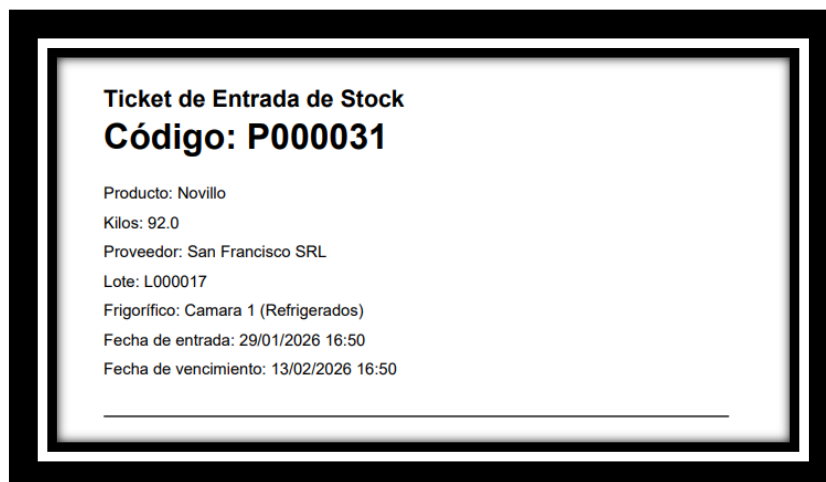 Ticket de Entrada de Stock
Código: P000031
Producto: Novillo
Kilos: 92.0
Proveedor: San Francisco SRL
Lote: L000017
Frigorífico: Camara 1 (Refrigerados)
Fecha de entrada: 29/01/2026 16:50
Fecha de vencimiento: 13/02/2026 16:50